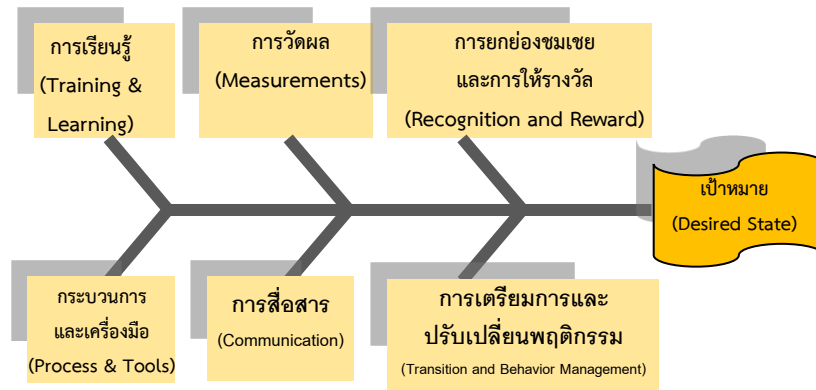 การเรียนรู้
(Training &
Learning)
การวัดผล
(Measurements)
การยกย่องชมเชย
และการให้รางวัล
(Recognition and Reward)
เป้าหมาย
(Desired State)
กระบวนการ
และเครื่องมือ
(Process & Tools)
การสื่อสาร
(Communication)
การเตรียมการและ
ปรับเปลี่ยนพฤติกรรม
(Transition and Behavior Management)